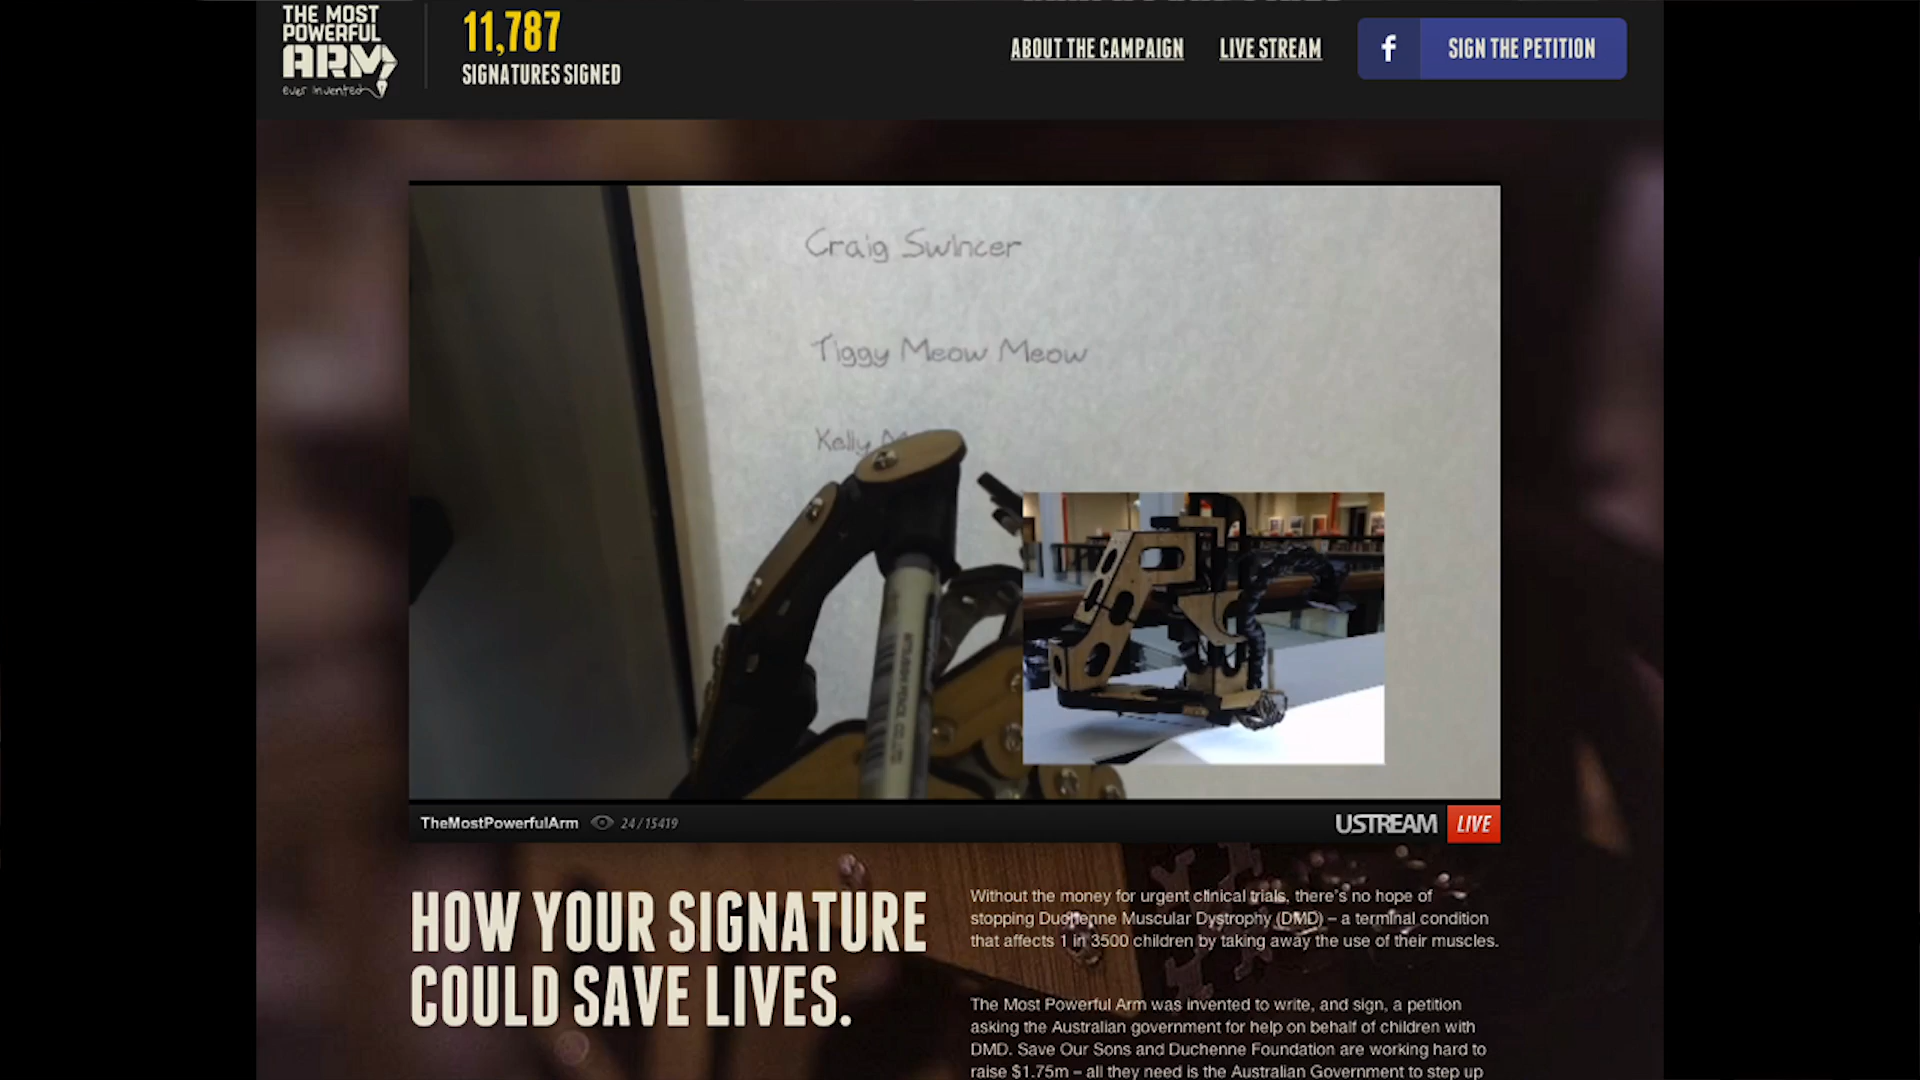 THE MOST
POWERFUL
ARM
ever invented
11,787
SIGNATURES SIGNED
ABOUT THE CAMPAIGN
LIVE STREAM
f
SIGN THE PETITION
Craig Swincer
Tiggy Meow Meow
Kelly
TheMostPowerfulArm
24/15419
USTREAM
LIVE
HOW YOUR SIGNATURE
COULD SAVE LIVES.
Without the money for urgent clinical trials, there's no hope of
stopping Duchenne Muscular Dystrophy (DMD) – a terminal condition
that affects 1 in 3500 children by taking away the use of their muscles.
The Most Powerful Arm was invented to write, and sign, a petition
asking the Australian government for help on behalf of children with
DMD. Save Our Sons and Duchenne Foundation are working hard to
raise $1.75m – all they need is the Australian Government to step up